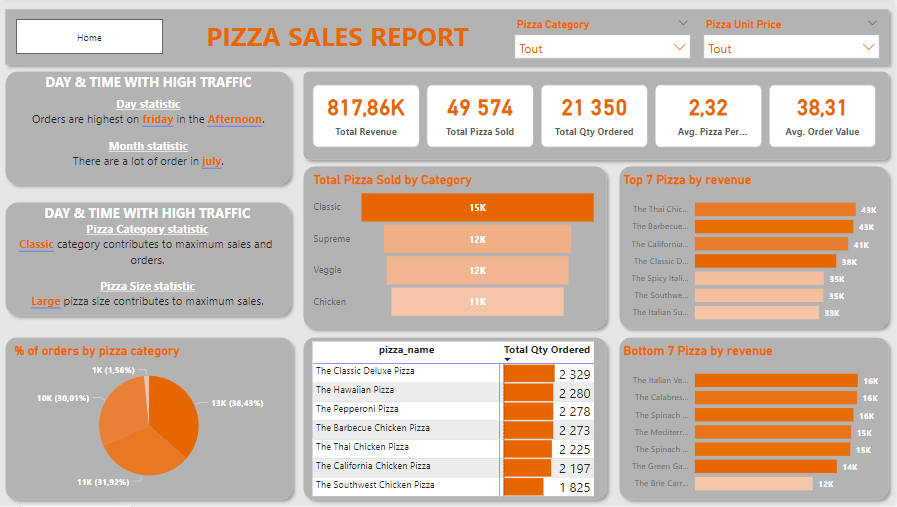 Home
PIZZA SALES REPORT
Pizza Category
Tout
Pizza Unit Price
Tout
DAY & TIME WITH HIGH TRAFFIC
Day statistic
Orders are highest on friday in the Afternoon.
Month statistic
There are a lot of order in july.
817,86K
Total Revenue
49 574
Total Pizza Sold
21 350
Total Qty Ordered
2,32
Avg. Pizza Per...
38,31
Avg. Order Value
DAY & TIME WITH HIGH TRAFFIC
Pizza Category statistic
Classic category contributes to maximum sales and
orders.
Pizza Size statistic
Large pizza size contributes to maximum sales.
Total Pizza Sold by Category
Classic 15K
Supreme 12K
Veggie 12K
Chicken 11K
Top 7 Pizza by revenue
The Thai Chic... 43K
The Barbecue... 43K
The California... 41K
The Classic D... 38K
The Spicy Itali... 35K
The Southwe... 35K
The Italian Su... 33K
% of orders by pizza category
1K (1,56%)
10K (30,01%)
13K (36,43%)
11K (31,92%)
pizza_name Total Qty Ordered
The Classic Deluxe Pizza 2 329
The Hawaiian Pizza 2 280
The Pepperoni Pizza 2 278
The Barbecue Chicken Pizza 2 273
The Thai Chicken Pizza 2 225
The California Chicken Pizza 2 197
The Southwest Chicken Pizza 1 825
Bottom 7 Pizza by revenue
The Italian Ve... 16K
The Calabres... 16K
The Spinach ... 16K
The Mediterr... 15K
The Spinach ... 15K
The Green Ga... 14K
The Brie Carr... 12K